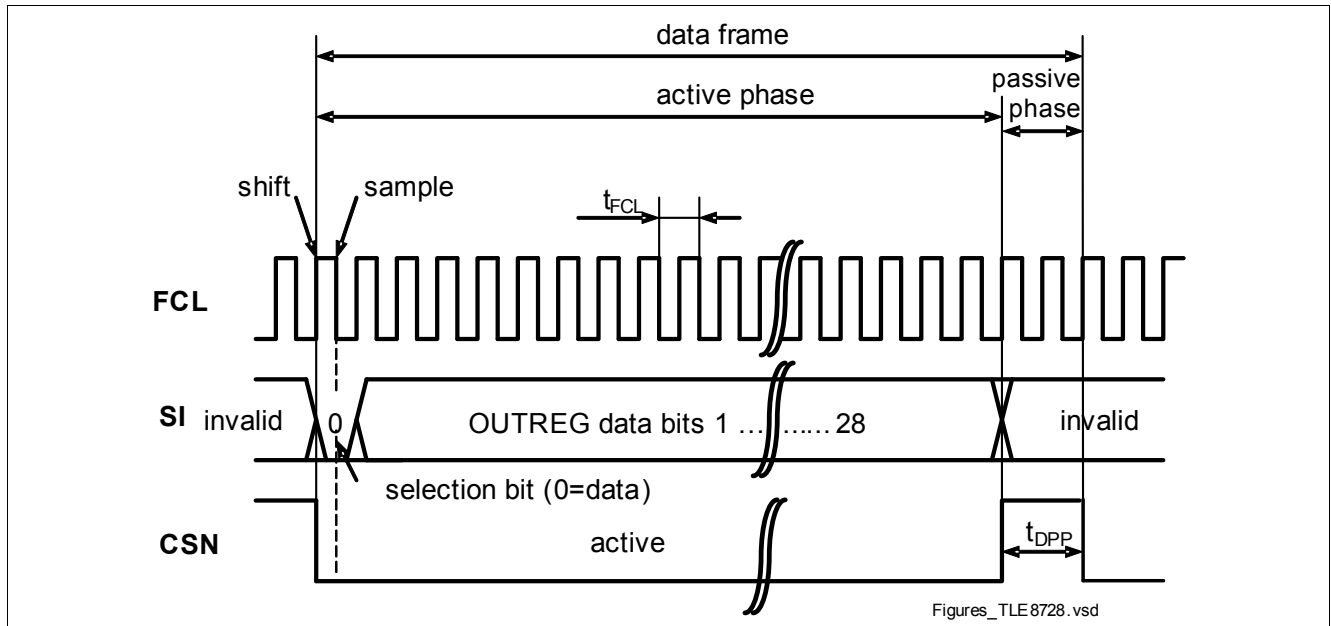 data frame
passive
phase
active phase
shift
sample
tFCL
FCL
SI
invalid
0
OUTREG data bits 1 ........... 28
invalid
selection bit (0=data)
CSN
active
tDPP
Figures_TLE8728.vsd